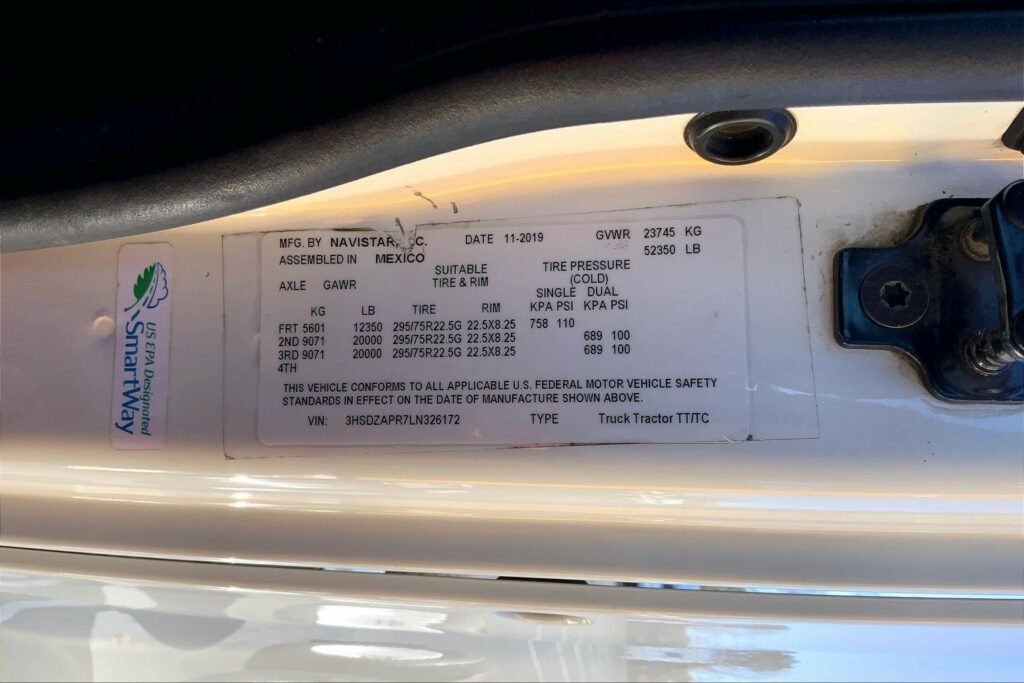 MFG. BY NAVISTAR, C. DATE 11-2019 GVWR 23745 KG
52350 LB
ASSEMBLED IN MEXICO
AXLE GAWR SUITABLE TIRE & RIM TIRE PRESSURE (COLD)
SINGLE DUAL
KG LB TIRE RIM KPA PSI KPA PSI
FRT 5601 12350 295/75R22.5G 22.5X8.25 758 110
2ND 9071 20000 295/75R22.5G 22.5X8.25 689 100
3RD 9071 20000 295/75R22.5G 22.5X8.25 689 100
4TH
THIS VEHICLE CONFORMS TO ALL APPLICABLE U.S. FEDERAL MOTOR VEHICLE SAFETY
STANDARDS IN EFFECT ON THE DATE OF MANUFACTURE SHOWN ABOVE.
VIN: 3HSDZAPR7LN326172 TYPE Truck Tractor TT/TC
US EPA Designated
SmartWay